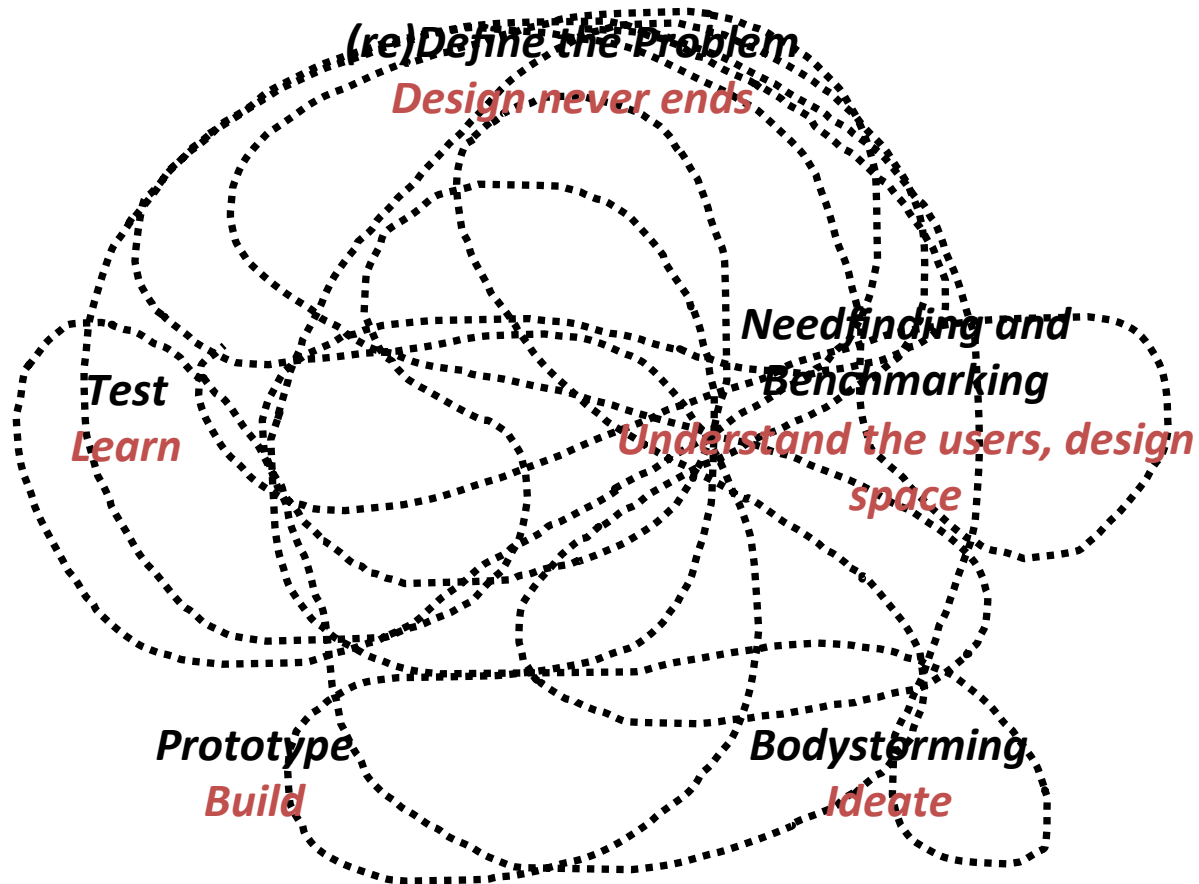 (re)Define the Problem
Design never ends
Needfinding and
Benchmarking
Understand the users, design
space
Test
Learn
Prototype
Build
Bodystorming
Ideate